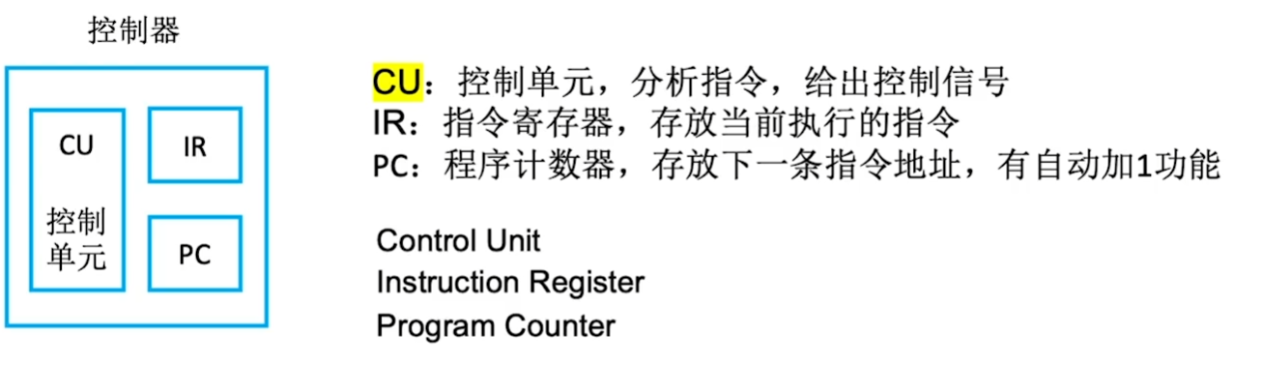 控制器
CU
控制
单元
IR
PC
CU：控制单元，分析指令，给出控制信号
IR：指令寄存器，存放当前执行的指令
PC：程序计数器，存放下一条指令地址，有自动加1功能
Control Unit
Instruction Register
Program Counter